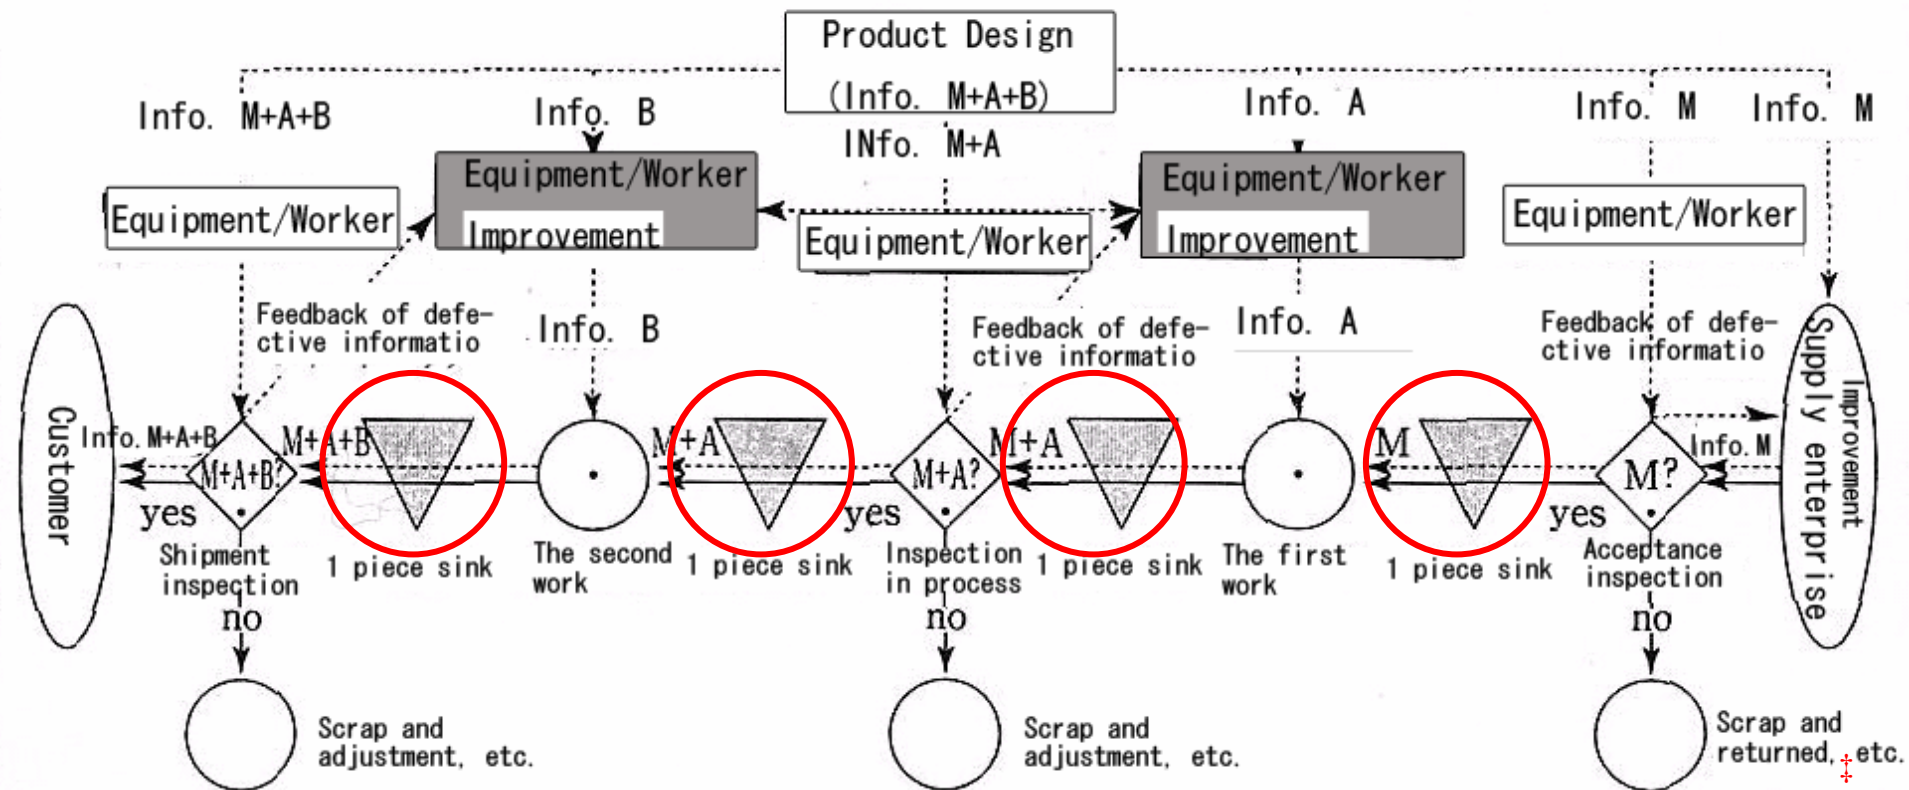 Product Design
(Info. M+A+B)
Info. M+A+B
Info. B
INfo. M+A
Info. A
Info. M
Info. M
Equipment/Worker
Equipment/Worker
Improvement
Equipment/Worker
Equipment/Worker
Improvement
Equipment/Worker
Feedback of defe-
ctive informatio
Info. B
Feedback of defe-
ctive informatio
Info. A
Feedback of defe-
ctive informatio
Customer
Info.M+A+B
M+A+B?
M+A+B
M+A
M+A?
M+A
M
M?
Info.M
Supply enterprise
Improvement
yes
yes
yes
Shipment
inspection
1 piece sink
The second
work
1 piece sink
Inspection
in process
1 piece sink
The first
work
1 piece sink
Acceptance
inspection
no
no
no
Scrap and
adjustment, etc.
Scrap and
adjustment, etc.
Scrap and
returned, etc.
‡